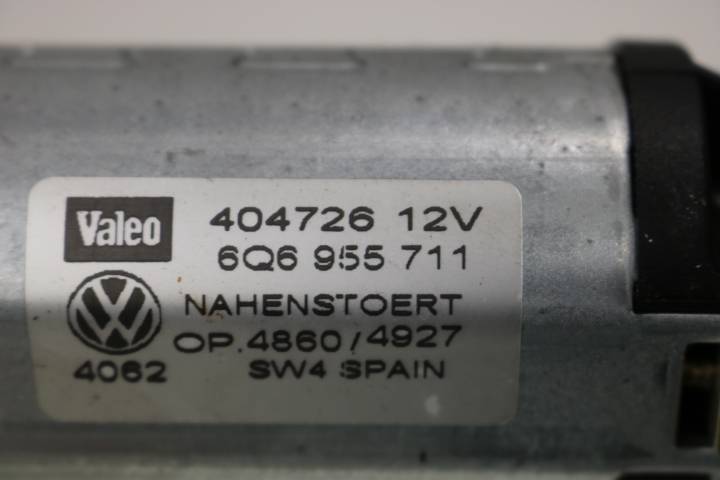 Valeo 404726 12V
6Q6 955 711
NAHENSTOERT
OP.4860/4927
4062 SW4 SPAIN